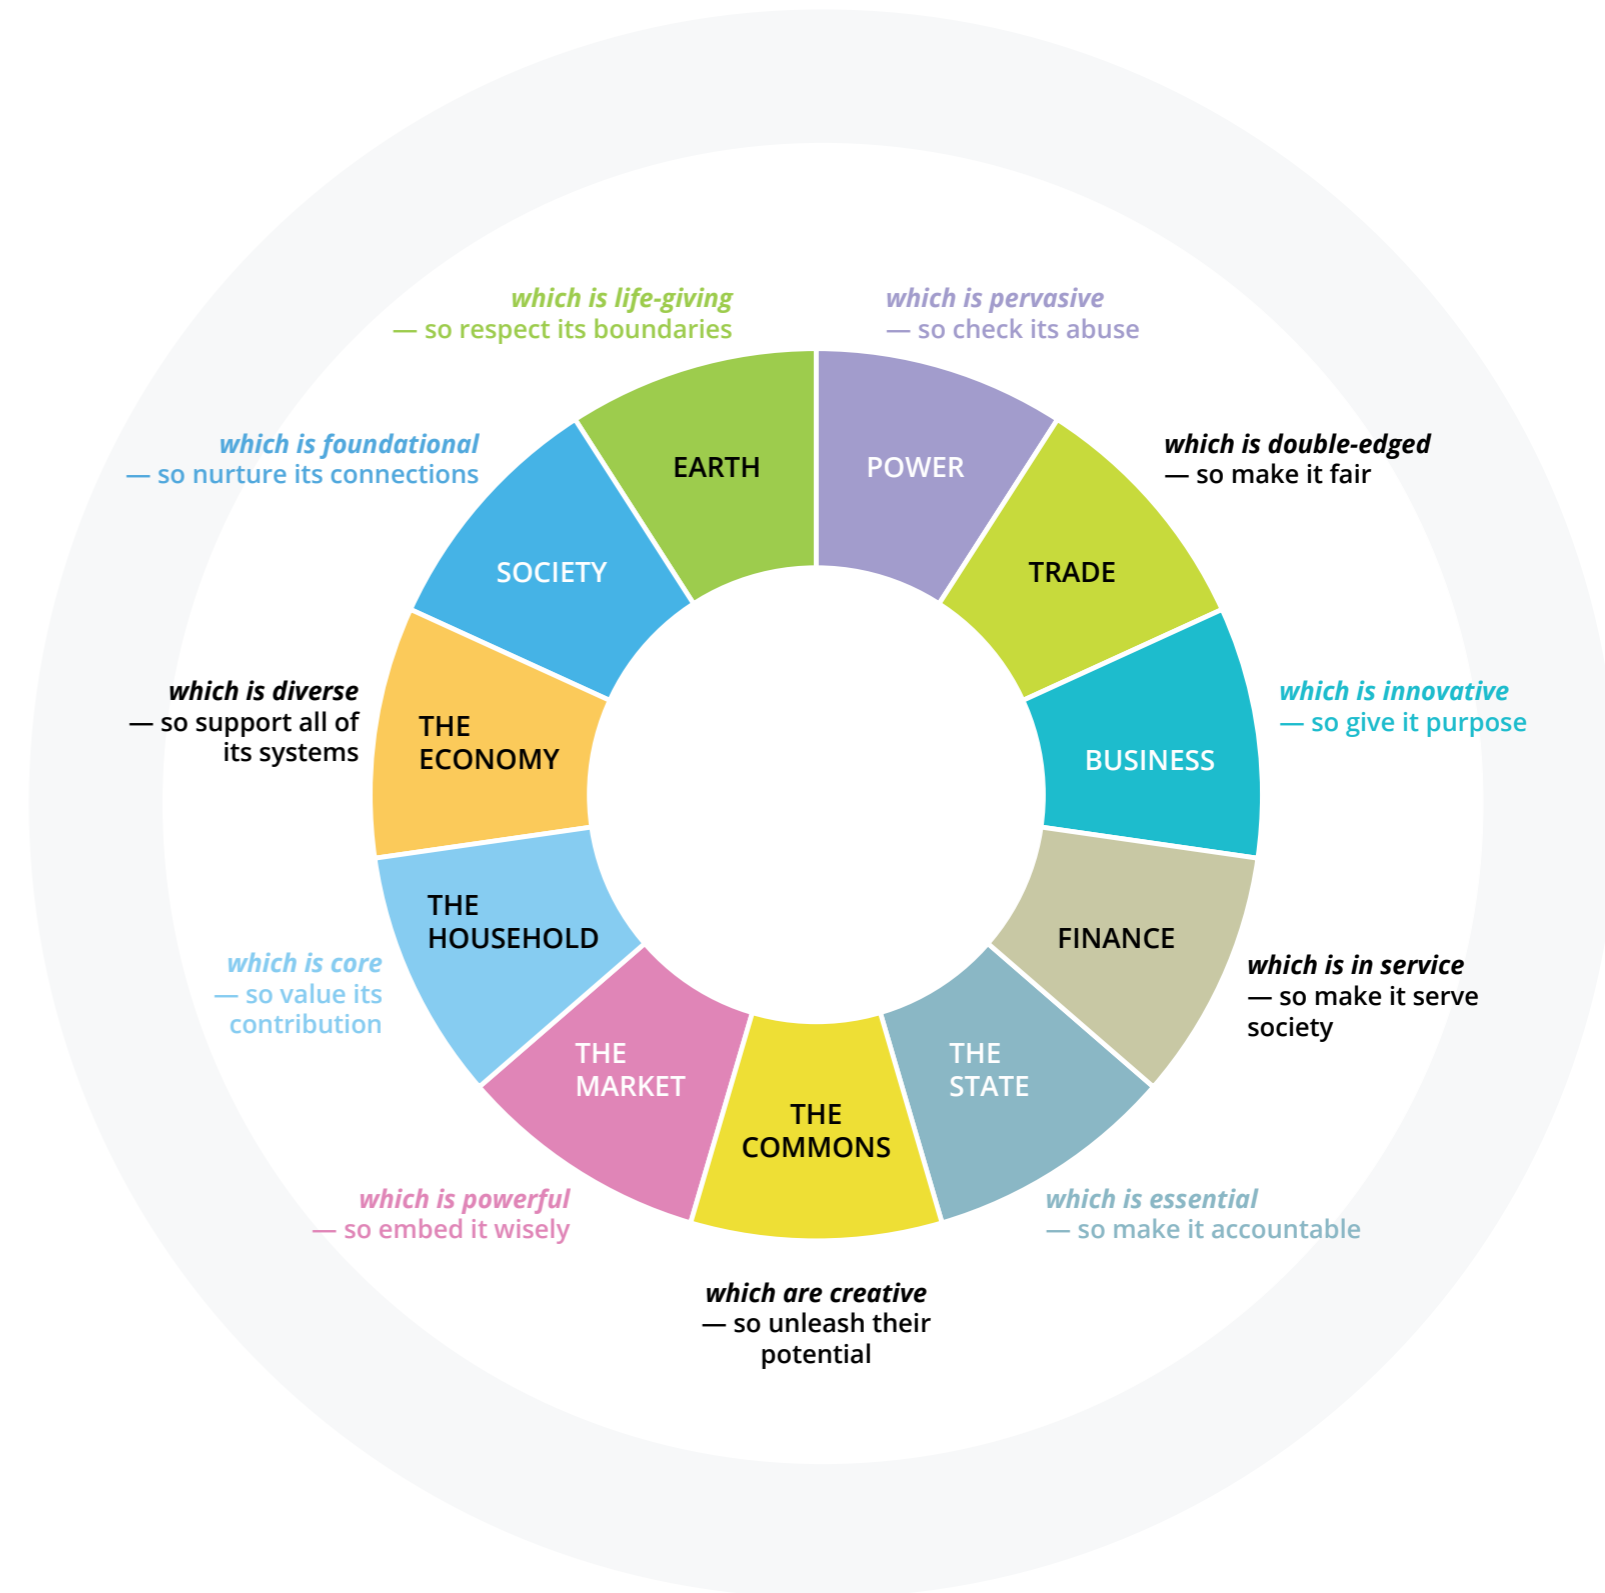 which is life-giving
— so respect its boundaries
EARTH
which is pervasive
— so check its abuse
POWER
which is double-edged
— so make it fair
TRADE
which is innovative
— so give it purpose
BUSINESS
which is in service
— so make it serve
society
FINANCE
which is essential
— so make it accountable
THE
STATE
which are creative
— so unleash their
potential
THE
COMMONS
which is powerful
— so embed it wisely
THE
MARKET
which is core
— so value its
contribution
THE
HOUSEHOLD
which is diverse
— so support all of
its systems
THE
ECONOMY
which is foundational
— so nurture its connections
SOCIETY